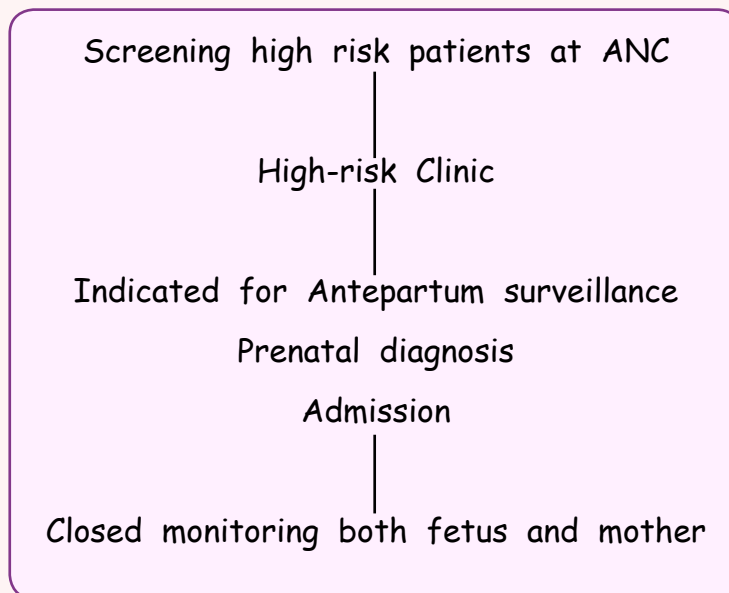 Screening high risk patients at ANC
High-risk Clinic
Indicated for Antepartum surveillance
Prenatal diagnosis
Admission
Closed monitoring both fetus and mother